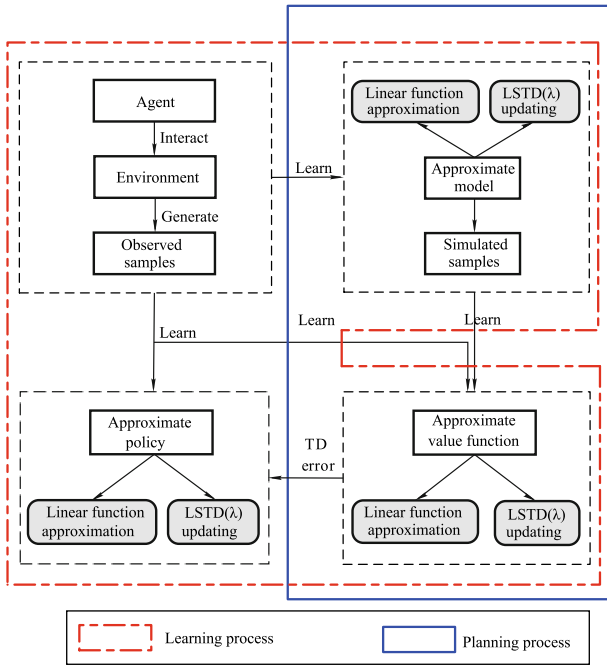 Agent
Interact
Environment
Generate
Observed
samples
Learn
Linear function
approximation
LSTD(λ)
updating
Approximate
model
Simulated
samples
Learn
Learn
Learn
Approximate
policy
Linear function
approximation
LSTD(λ)
updating
TD
error
Approximate
value function
Linear function
approximation
LSTD(λ)
updating
Learning process
Planning process